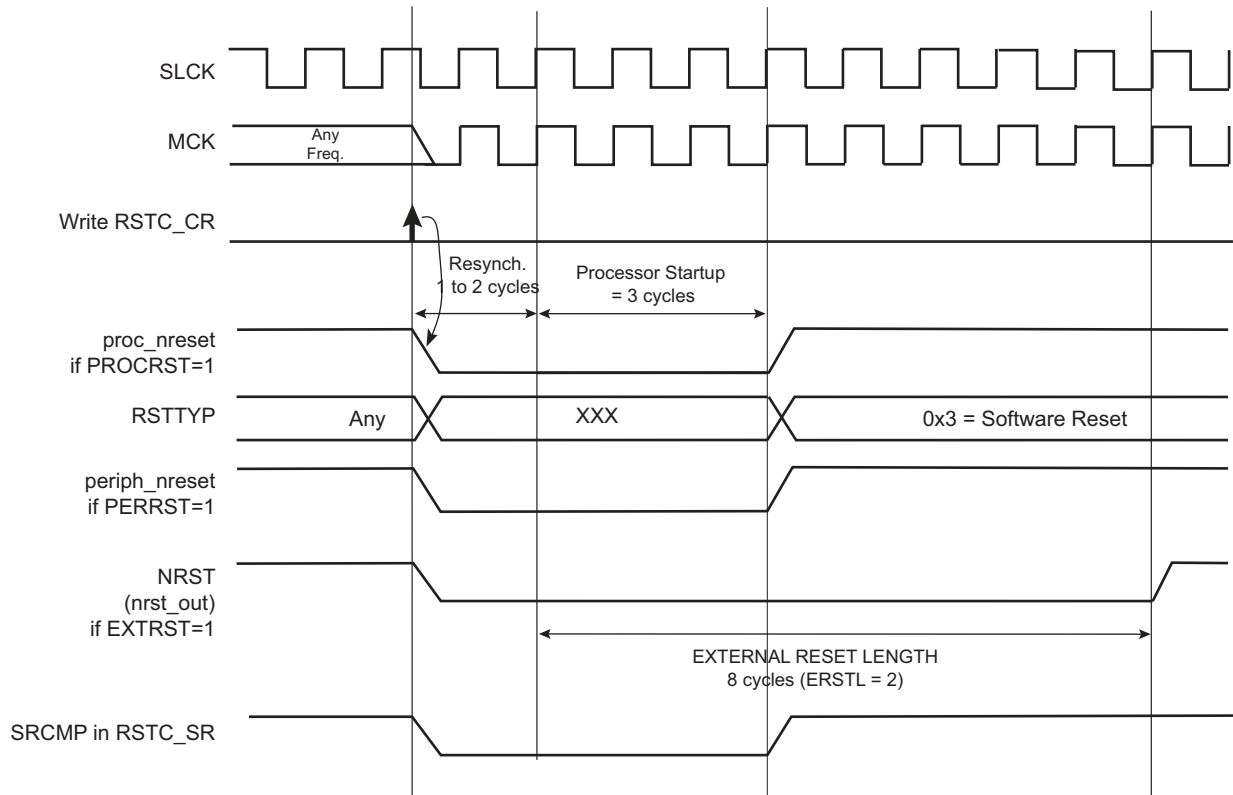 SLCK
MCK
Any
Freq.
Write RSTC_CR
Resynch.
1 to 2 cycles
Processor Startup
= 3 cycles
proc_nreset
if PROCRST=1
RSTTYP
Any
XXX
0x3 = Software Reset
periph_nreset
if PERRST=1
NRST
(nrst_out)
if EXTRST=1
EXTERNAL RESET LENGTH
8 cycles (ERSTL = 2)
SRCMP in RSTC_SR